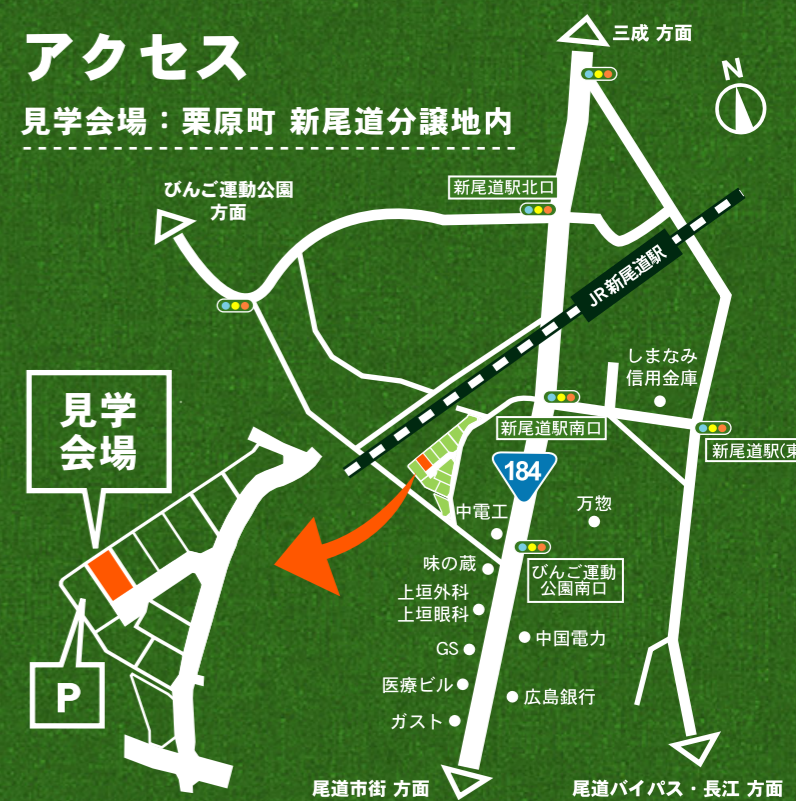 アクセス
見学会場：栗原町 新尾道分譲地内
三成 方面
N
びんご運動公園
方面
新尾道駅北口
JR新尾道駅
しまなみ
信用金庫
見学
会場
新尾道駅南口
新尾道駅(東
184
中電工
万惣
味の蔵
びんご運動
公園南口
上垣外科
上垣眼科
GS
中国電力
P
医療ビル
広島銀行
ガスト
尾道市街 方面
尾道バイパス・長江 方面